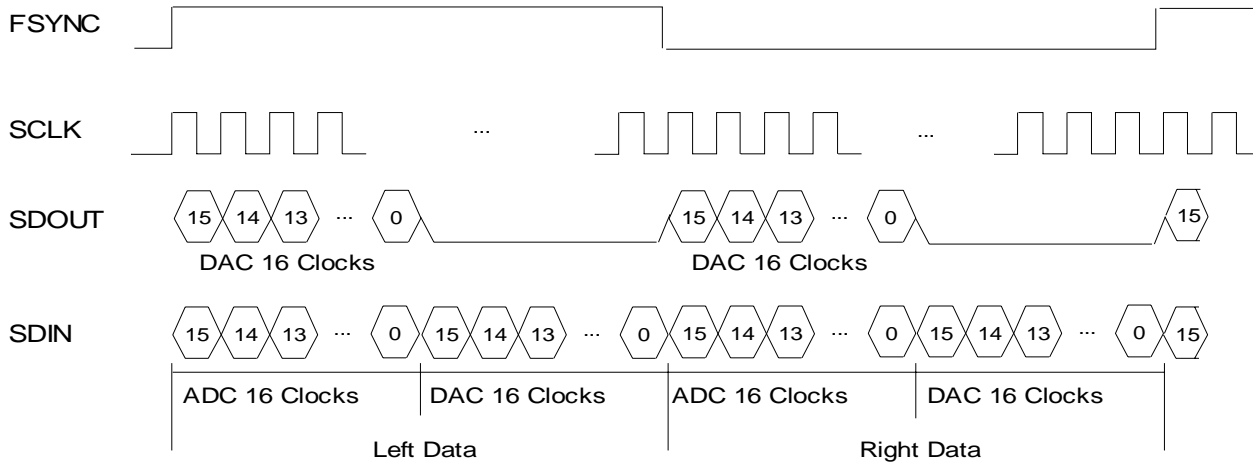 FSYNC
SCLK
... ...
SDOUT
15 14 13 ... 0 15 14 13 ... 0 15
DAC 16 Clocks DAC 16 Clocks
SDIN
15 14 13 ... 0 15 14 13 ... 0 15 14 13 ... 0 15 14 13 ... 0 15
ADC 16 Clocks DAC 16 Clocks ADC 16 Clocks DAC 16 Clocks
Left Data Right Data